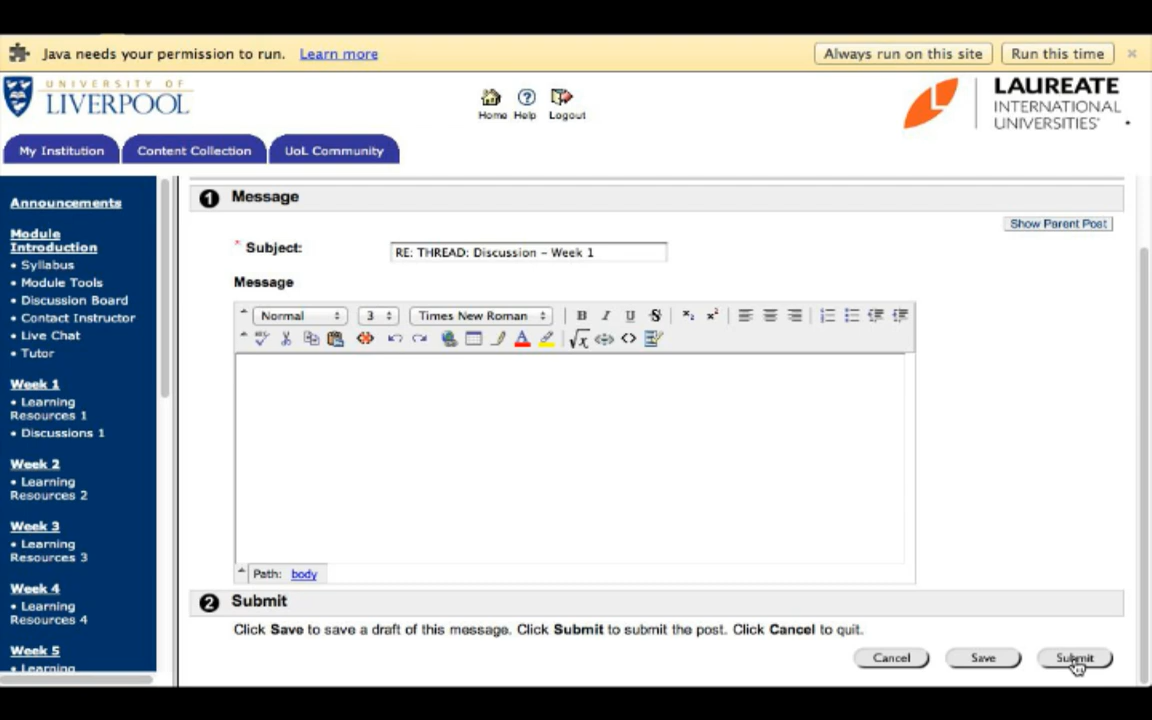 Java needs your permission to run. Learn more Always run on this site Run this time ×
UNIVERSITY OF
LIVERPOOL
Home Help Logout
LAUREATE
INTERNATIONAL
UNIVERSITIES
My Institution Content Collection UoL Community
Announcements
Module
Introduction
• Syllabus
• Module Tools
• Discussion Board
• Contact Instructor
• Live Chat
• Tutor
Week 1
• Learning
Resources 1
• Discussions 1
Week 2
• Learning
Resources 2
Week 3
• Learning
Resources 3
Week 4
• Learning
Resources 4
Week 5
• Learning
1 Message
Show Parent Post
* Subject: RE: THREAD: Discussion - Week 1
Message
Normal 3 Times New Roman B I U S x₂ x²
Path: body
2 Submit
Click Save to save a draft of this message. Click Submit to submit the post. Click Cancel to quit.
Cancel Save Submit